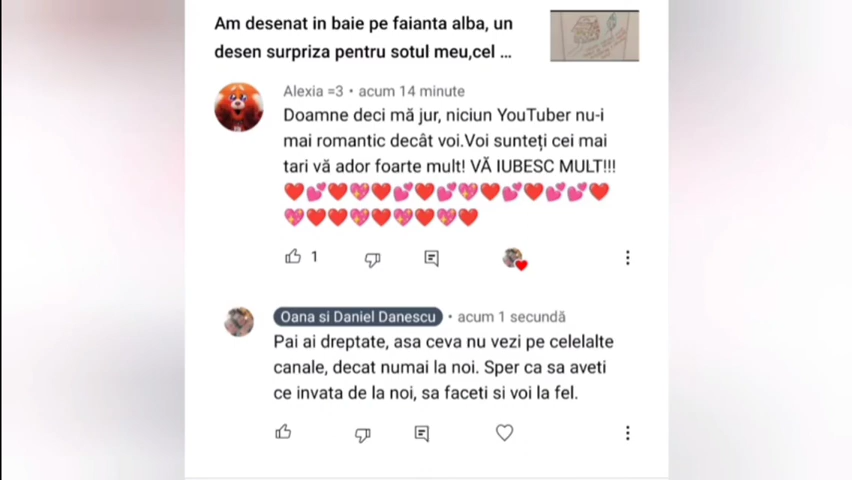 Am desenat in baie pe faianta alba, un
desen surpriza pentru sotul meu,cel ...
Alexia =3 • acum 14 minute
Doamne deci mă jur, niciun YouTuber nu-i
mai romantic decât voi.Voi sunteți cei mai
tari vă ador foarte mult! VĂ IUBESC MULT!!!
❤️💕❤️💖❤️💕❤️💕💖❤️💕❤️💕💕❤️
💖❤️❤️💖❤️💖❤️💖❤️
1
Oana si Daniel Danescu • acum 1 secundă
Pai ai dreptate, asa ceva nu vezi pe celelalte
canale, decat numai la noi. Sper ca sa aveti
ce invata de la noi, sa faceti si voi la fel.